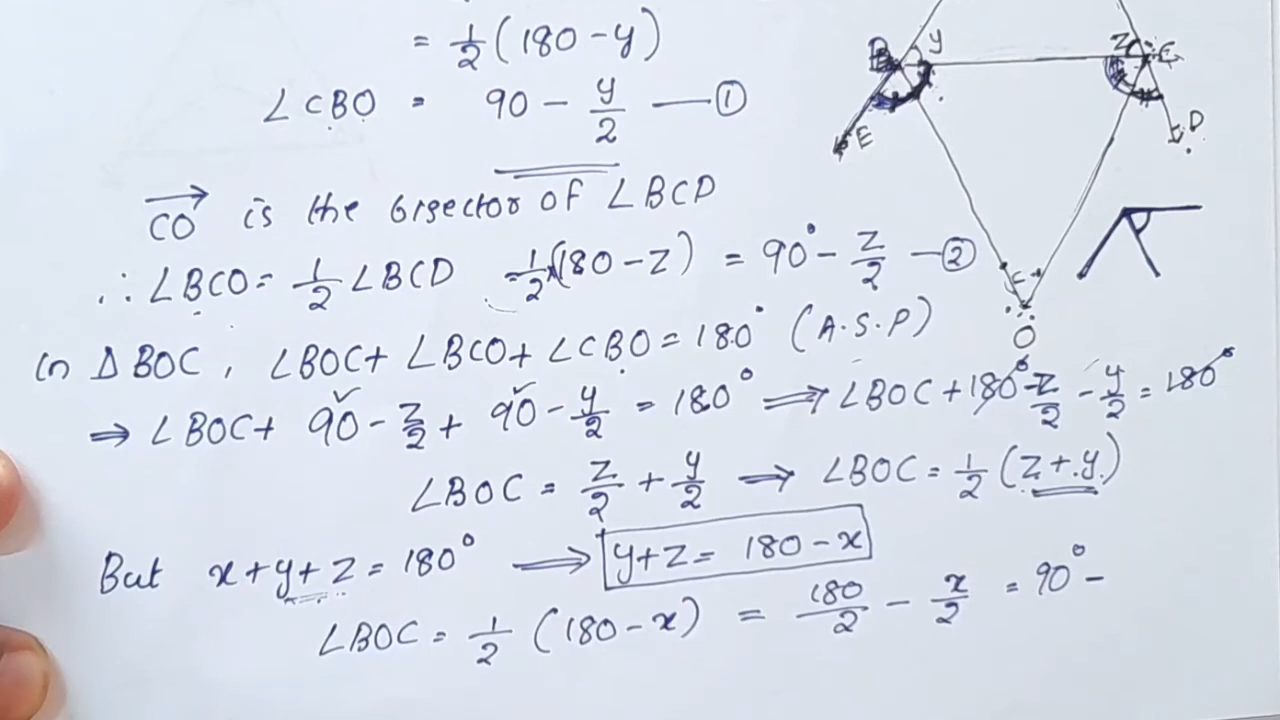 = 1/2 (180 - y)
∠CBO = 90 - y/2 — ①
CO→ is the bisector of ∠BCD
∴ ∠BCO = 1/2 ∠BCD = 1/2 × (180 - z) = 90° - z/2 — ②
In △BOC, ∠BOC + ∠BCO + ∠CBO = 180° (A.S.P)
⇒ ∠BOC + 90 - z/2 + 90 - y/2 = 180° ⇒ ∠BOC + 180° - z/2 - y/2 = 180°
∠BOC = z/2 + y/2 ⇒ ∠BOC = 1/2 (z + y)
But x + y + z = 180° ⇒ y + z = 180 - x
∠BOC = 1/2 (180 - x) = 180/2 - x/2 = 90° -
B y z C
E D
O